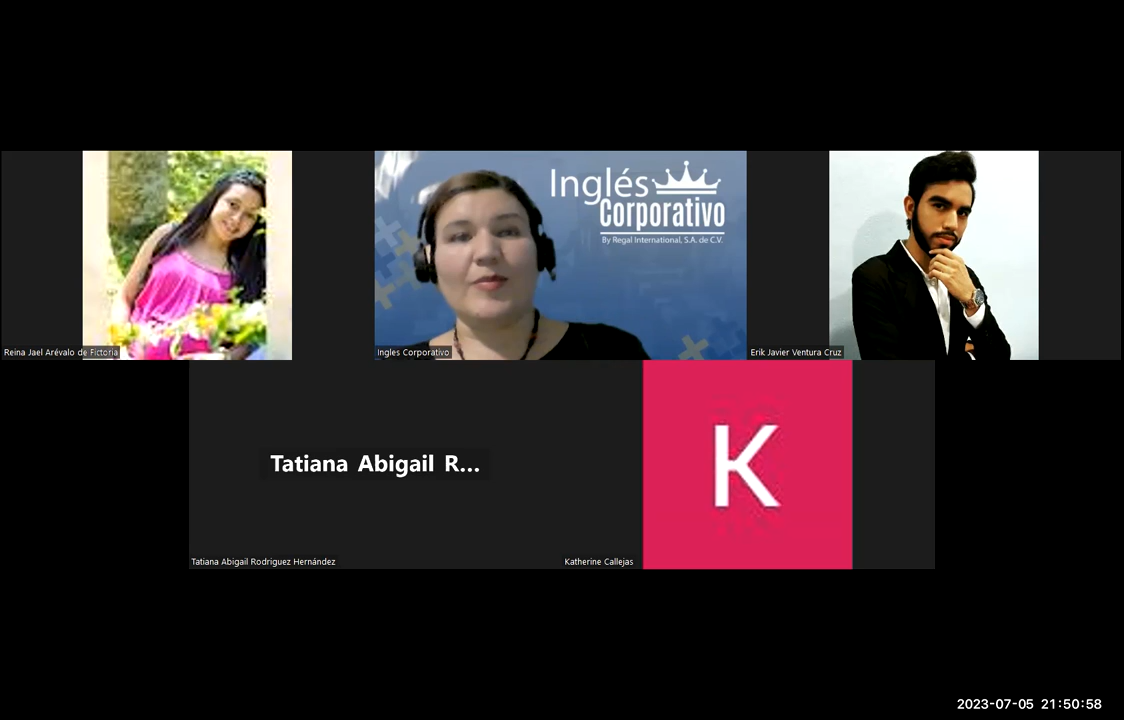 Inglés
Corporativo
By Regal International, S.A. de C.V.
Reina Jael Arévalo de Fictoria
Ingles Corporativo
Erik Javier Ventura Cruz
Tatiana Abigail R...
Tatiana Abigail Rodriguez Hernández
Katherine Callejas
K
2023-07-05 21:50:58